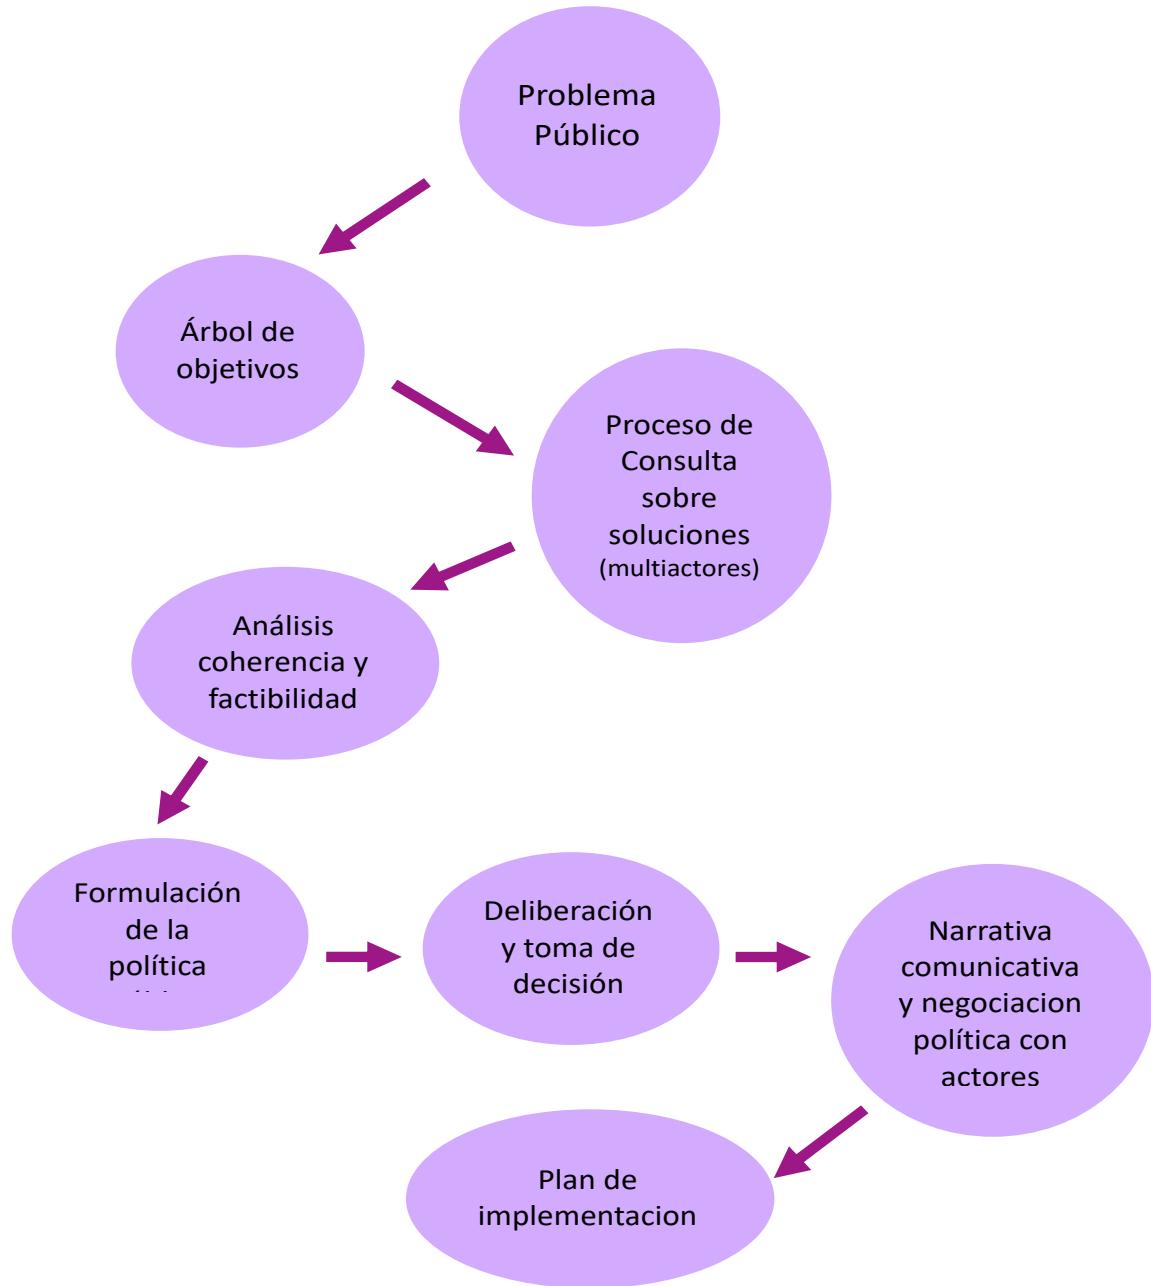 Problema
Público
Árbol de
objetivos
Proceso de
Consulta
sobre
soluciones
(multiactores)
Análisis
coherencia y
factibilidad
Formulación
de la
política
Deliberación
y toma de
decisión
Narrativa
comunicativa
y negociacion
política con
actores
Plan de
implementacion